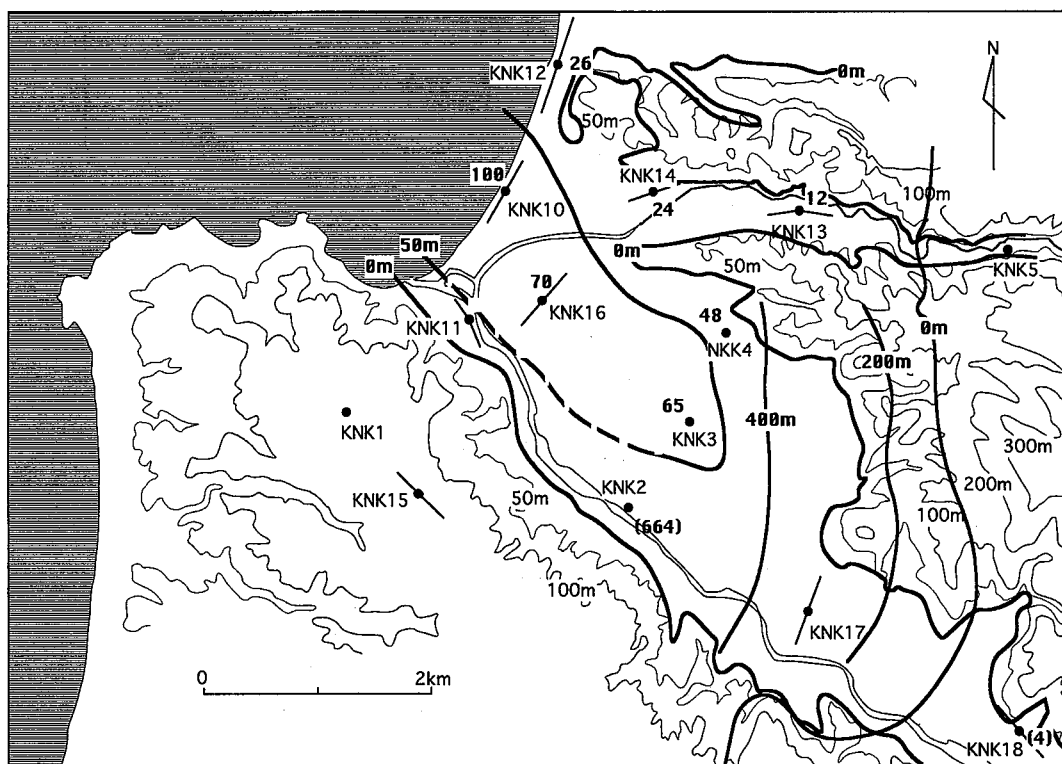 N
KNK12
26
0m
50m
100
KNK14
100m
KNK10
24
12
KNK13
KNK5
50m
0m
0m
50m
70
KNK16
KNK11
48
NKK4
0m
200m
400m
65
KNK3
KNK1
300m
KNK2
200m
KNK15
50m
(664)
100m
100m
KNK17
0
2km
KNK18
(4)